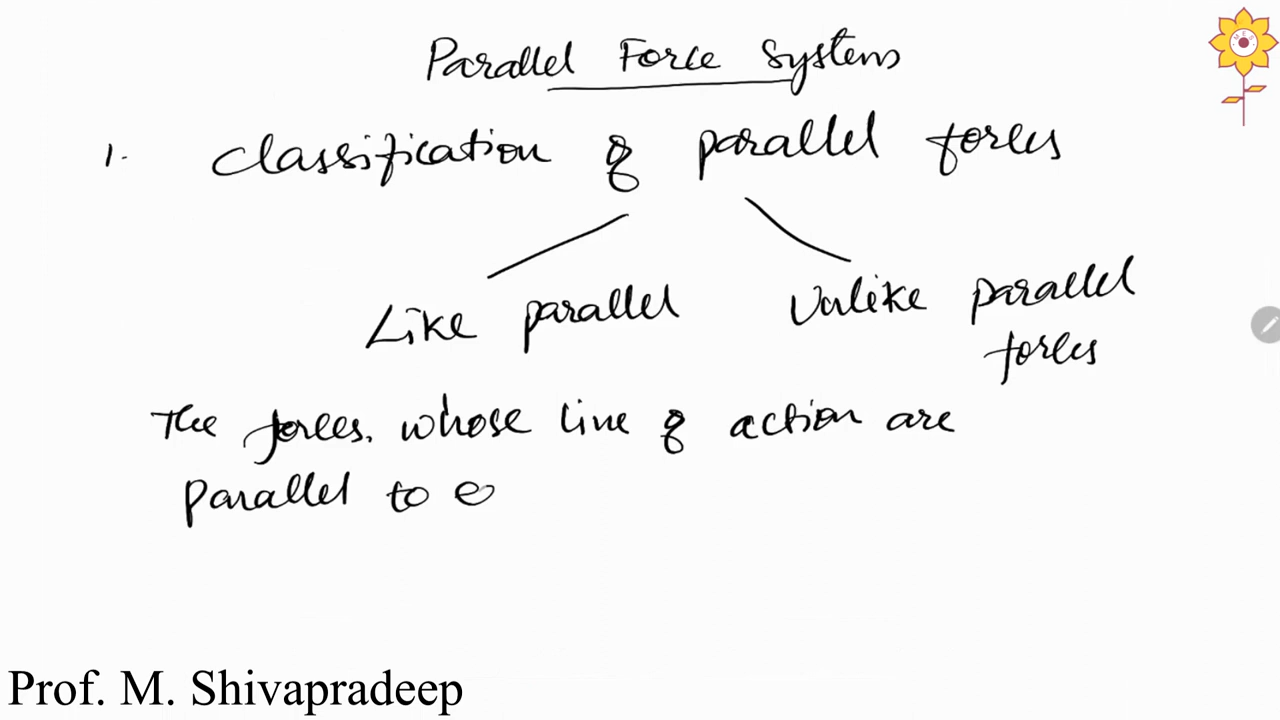 Parallel Force Systems
1. Classification of parallel forces
Like parallel
Unlike parallel
forces
The forces. whose line of action are
parallel to e
Prof. M. Shivapradeep